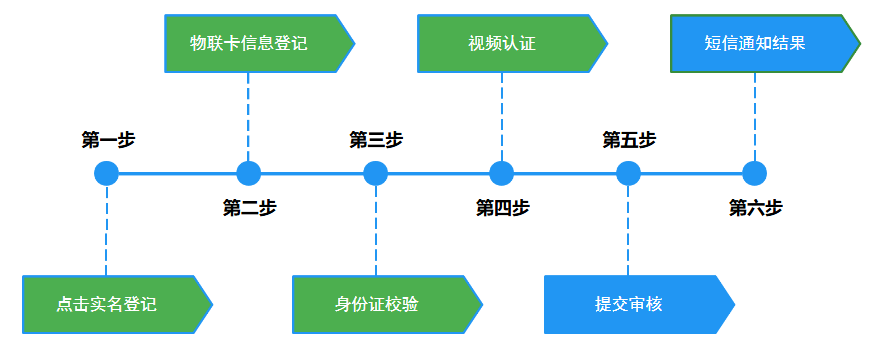 物联卡信息登记
视频认证
短信通知结果
第一步
第三步
第五步
第二步
第四步
第六步
点击实名登记
身份证校验
提交审核